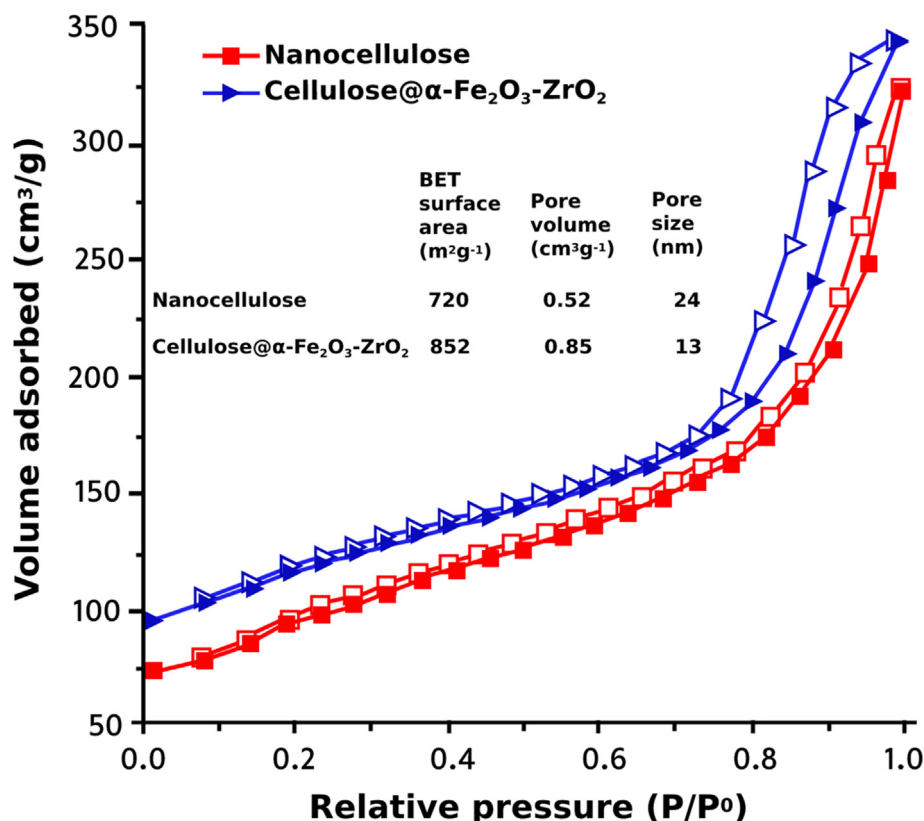 Nanocellulose
Cellulose@α-Fe₂O₃-ZrO₂
BET surface area (m²g⁻¹) Pore volume (cm³g⁻¹) Pore size (nm)
Nanocellulose 720 0.52 24
Cellulose@α-Fe₂O₃-ZrO₂ 852 0.85 13
Volume adsorbed (cm³/g)
350
300
250
200
150
100
50
0.0 0.2 0.4 0.6 0.8 1.0
Relative pressure (P/P⁰)